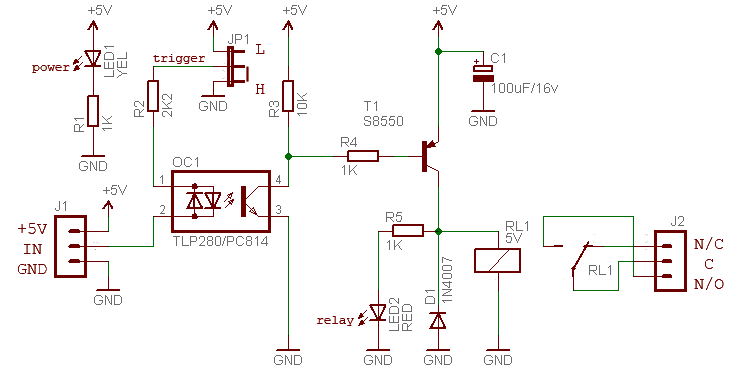 +5V
+5V
+5V
+5V
LED1
YEL
power
trigger
JP1
L
H
GND
R1
1K
R2
2K2
R3
10K
GND
C1
+
100uF/16v
GND
T1
S8550
R4
1K
OC1
1
2
4
3
TLP280/PC814
J1
+5V
+5V
IN
GND
GND
R5
1K
RL1
5V
D1
1N4007
LED2
RED
relay
RL1
J2
N/C
C
N/O
GND
GND
GND
GND